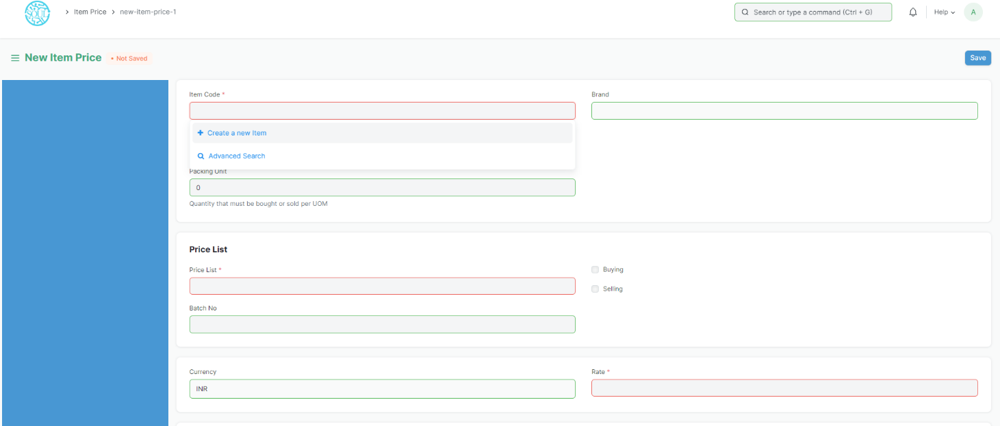 SOUL
Item Price
new-item-price-1
Search or type a command (Ctrl + G)
Help
A
New Item Price
Not Saved
Save
Item Code *
Brand
Create a new Item
Advanced Search
Packing Unit
0
Quantity that must be bought or sold per UOM
Price List
Price List *
Buying
Selling
Batch No
Currency
Rate *
INR